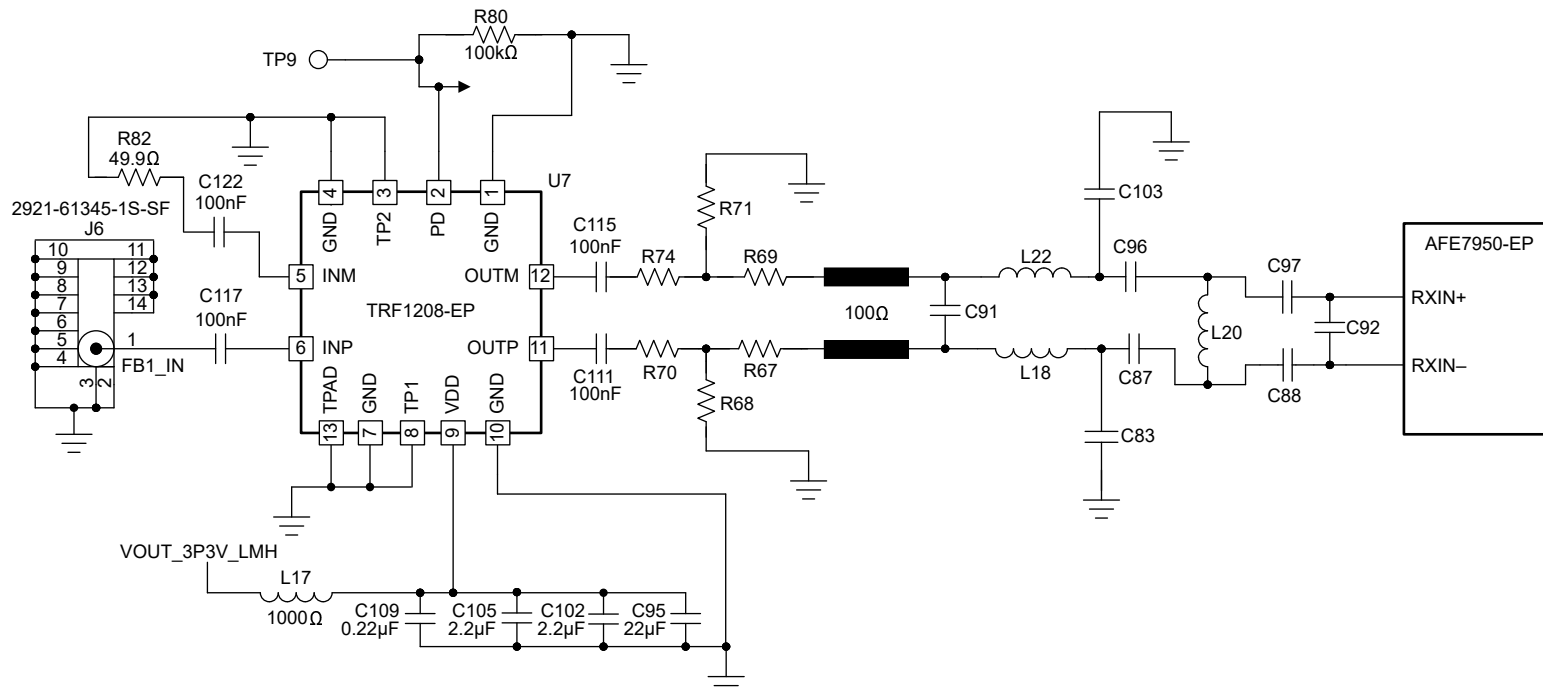 R80
100kΩ
TP9
R82
49.9Ω
C122
100nF
2921-61345-1S-SF
J6
10
9
8
7
6
5
4
11
12
13
14
1
3
2
FB1_IN
C117
100nF
U7
4
3
2
1
GND
TP2
PD
GND
5
INM
6
INP
TRF1208-EP
OUTM
12
OUTP
11
TPAD
GND
TP1
VDD
GND
13
7
8
9
10
C115
100nF
R74
R71
R69
C111
100nF
R70
R67
R68
100Ω
C91
L22
L18
C103
C96
C87
C83
L20
C97
C88
C92
AFE7950-EP
RXIN+
RXIN–
VOUT_3P3V_LMH
L17
1000Ω
C109
0.22µF
C105
2.2µF
C102
2.2µF
C95
22µF